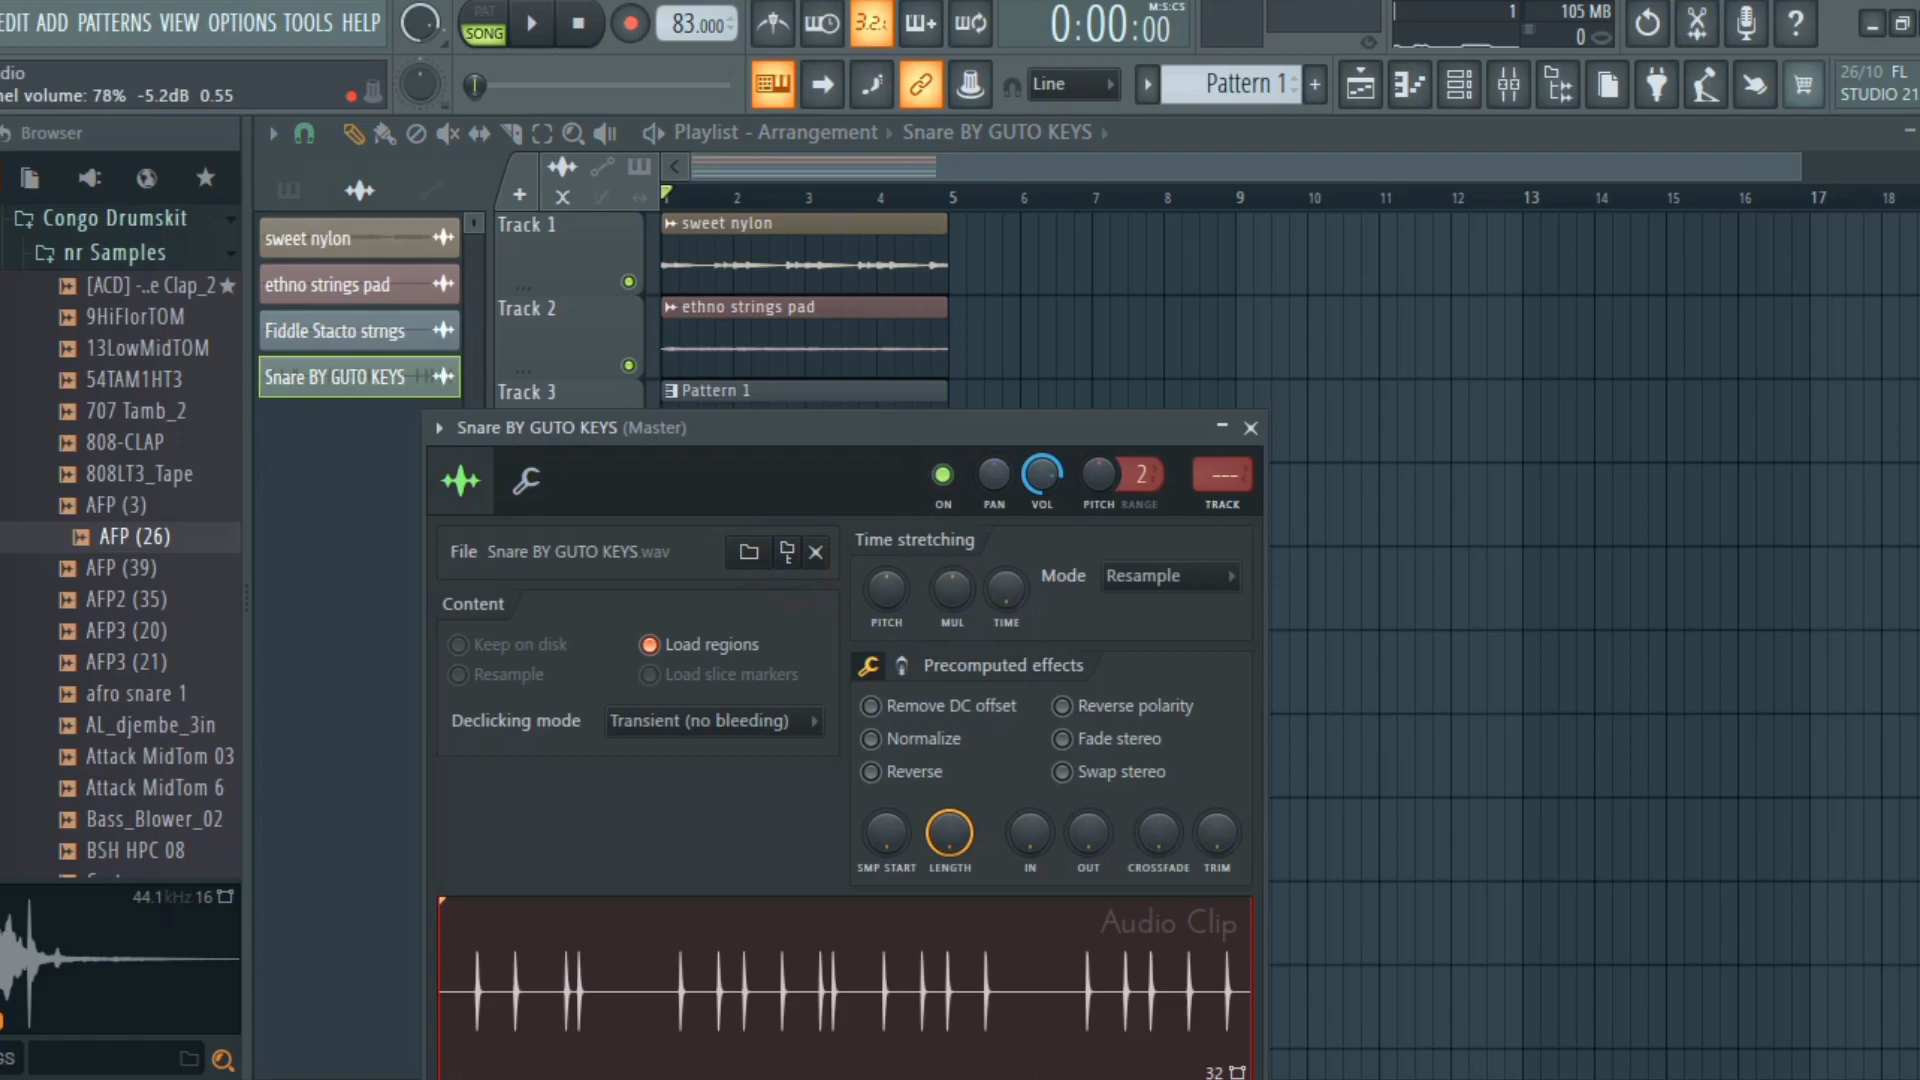 EDIT ADD PATTERNS VIEW OPTIONS TOOLS HELP
PAT
SONG
83.000
3.2.
0:00:00
M:S:CS
1
105 MB
0
?
dio
nel volume: 78% -5.2dB 0.55
Line
Pattern 1
+
26/10 FL
STUDIO 21
Browser
Playlist - Arrangement
Snare BY GUTO KEYS
2 3 4 5 6 7 8 9 10 11 12 13 14 15 16 17 18
Congo Drumskit
nr Samples
[ACD] -..e Clap_2
9HiFlorTOM
13LowMidTOM
54TAM1HT3
707 Tamb_2
808-CLAP
808LT3_Tape
AFP (3)
AFP (26)
AFP (39)
AFP2 (35)
AFP3 (20)
AFP3 (21)
afro snare 1
AL_djembe_3in
Attack MidTom 03
Attack MidTom 6
Bass_Blower_02
BSH HPC 08
44.1kHz 16
GS
sweet nylon
ethno strings pad
Fiddle Stacto strngs
Snare BY GUTO KEYS
Track 1
sweet nylon
Track 2
ethno strings pad
Track 3
Pattern 1
Snare BY GUTO KEYS (Master)
2
---
ON PAN VOL PITCH RANGE TRACK
File Snare BY GUTO KEYS.wav
Content
Keep on disk
Load regions
Resample
Load slice markers
Declicking mode
Transient (no bleeding)
Time stretching
Mode
Resample
PITCH MUL TIME
Precomputed effects
Remove DC offset
Reverse polarity
Normalize
Fade stereo
Reverse
Swap stereo
SMP START LENGTH IN OUT CROSSFADE TRIM
Audio Clip
32